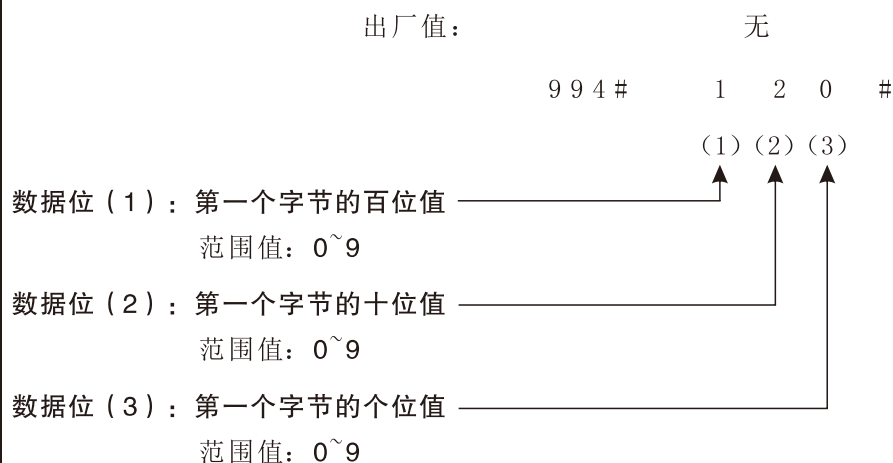 出厂值： 无
994# 1 2 0 #
(1) (2) (3)
数据位（1）：第一个字节的百位值
范围值：0~9
数据位（2）：第一个字节的十位值
范围值：0~9
数据位（3）：第一个字节的个位值
范围值：0~9